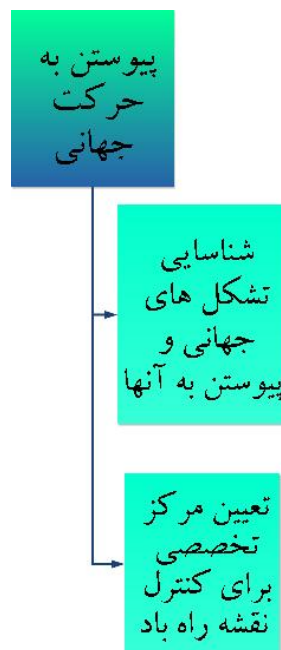 پیوستن به
حرکت
جهانی
شناسایی
تشکل های
جهانی و
پیوستن به آنها
تعیین مرکز
تخصصی
برای کنترل
نقشه راه باد